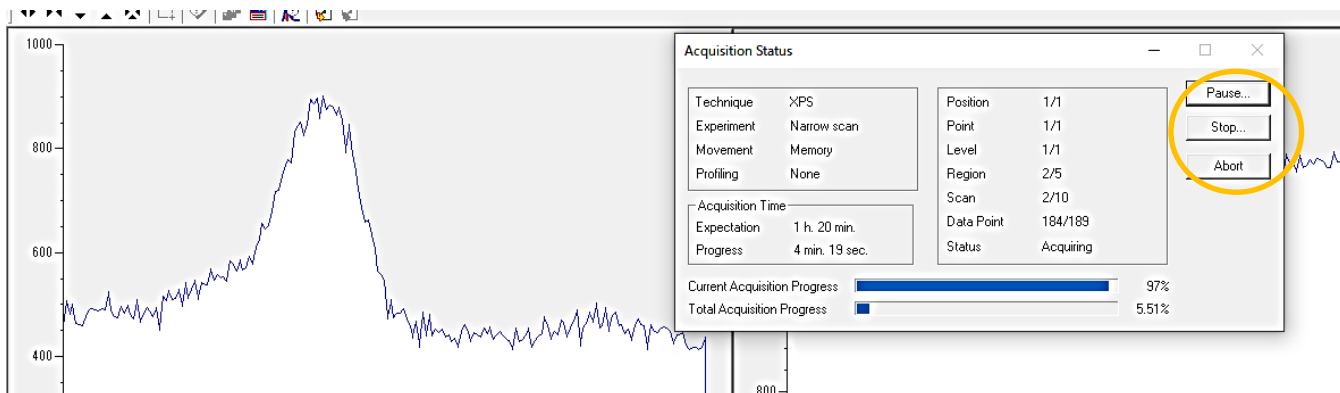 1000
800
600
400
Acquisition Status
Technique XPS
Experiment Narrow scan
Movement Memory
Profiling None
Acquisition Time
Expectation 1 h. 20 min.
Progress 4 min. 19 sec.
Position 1/1
Point 1/1
Level 1/1
Region 2/5
Scan 2/10
Data Point 184/189
Status Acquiring
Pause...
Stop...
Abort
Current Acquisition Progress 97%
Total Acquisition Progress 5.51%
800